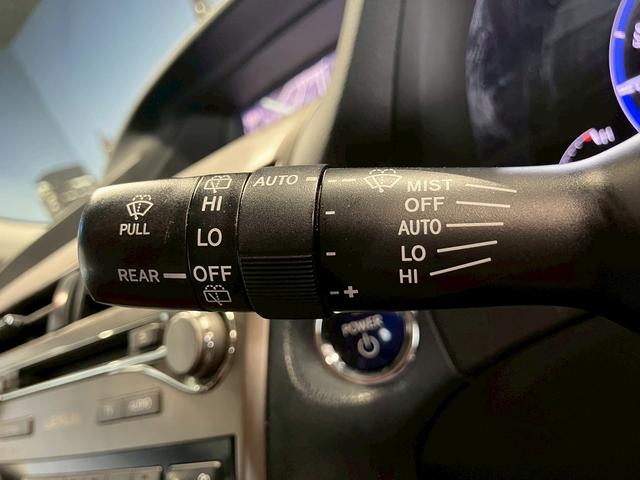 PULL
REAR
HI
LO
OFF
AUTO
- +
MIST
OFF
AUTO
LO
HI
POWER